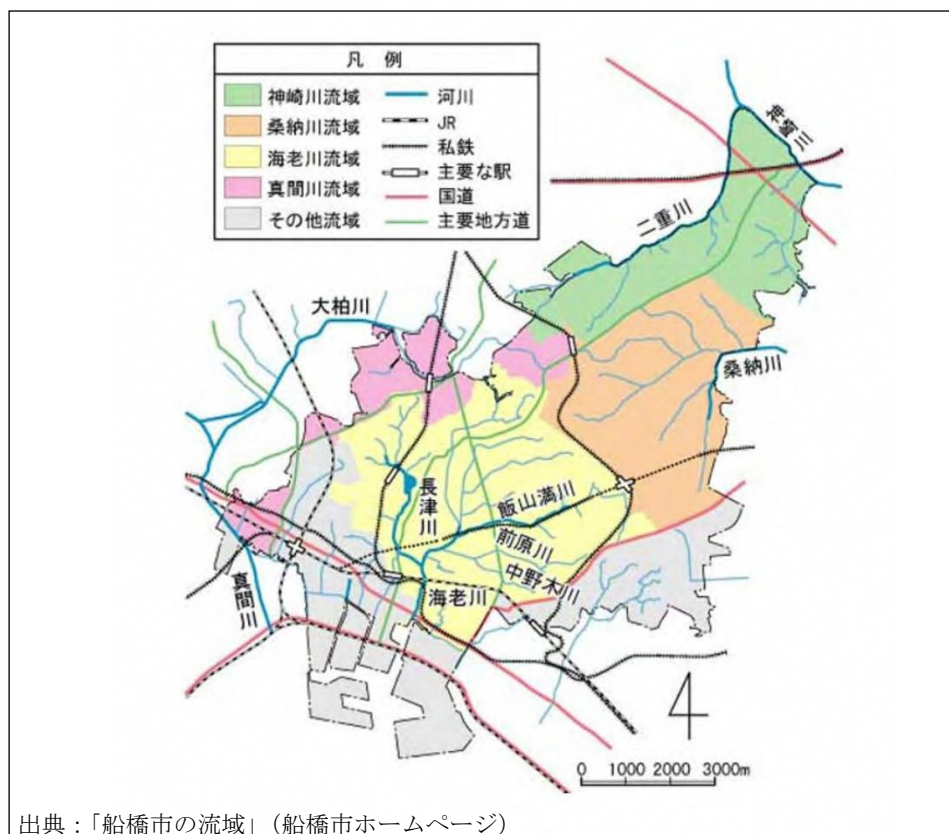 凡 例
神崎川流域
桑納川流域
海老川流域
真間川流域
その他流域
河川
JR
私鉄
主要な駅
国道
主要地方道
神崎川
二重川
大柏川
桑納川
長津川
飯山満川
前原川
中野木川
海老川
真間川
0 1000 2000 3000m
出典：「船橋市の流域」（船橋市ホームページ）